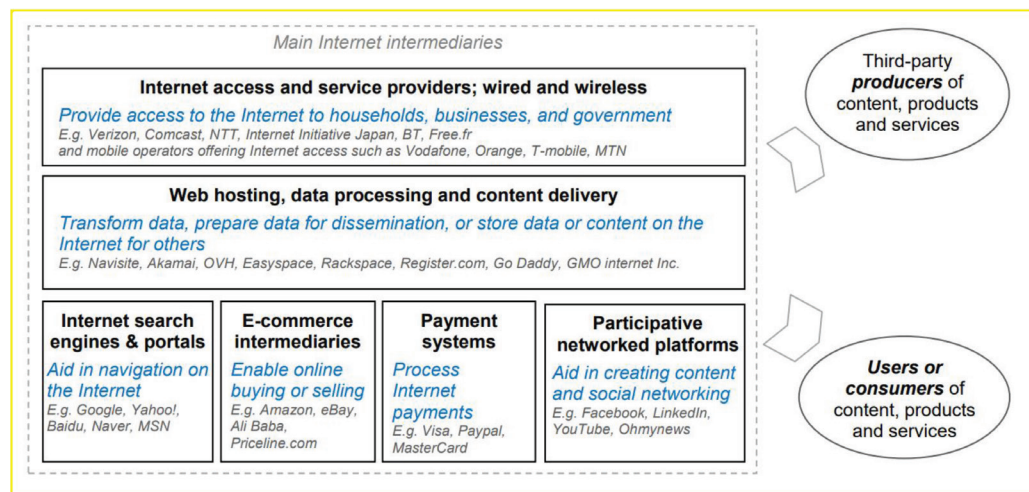 Main Internet intermediaries
Internet access and service providers; wired and wireless
Provide access to the Internet to households, businesses, and government
E.g. Verizon, Comcast, NTT, Internet Initiative Japan, BT, Free.fr
and mobile operators offering Internet access such as Vodafone, Orange, T-mobile, MTN
Web hosting, data processing and content delivery
Transform data, prepare data for dissemination, or store data or content on the
Internet for others
E.g. Navisite, Akamai, OVH, Easyspace, Rackspace, Register.com, Go Daddy, GMO internet Inc.
Internet search
engines & portals
Aid in navigation on
the Internet
E.g. Google, Yahoo!,
Baidu, Naver, MSN
E-commerce
intermediaries
Enable online
buying or selling
E.g. Amazon, eBay,
Ali Baba,
Priceline.com
Payment
systems
Process
Internet
payments
E.g. Visa, Paypal,
MasterCard
Participative
networked platforms
Aid in creating content
and social networking
E.g. Facebook, LinkedIn,
YouTube, Ohmynews
Third-party
producers of
content, products
and services
Users or
consumers of
content, products
and services